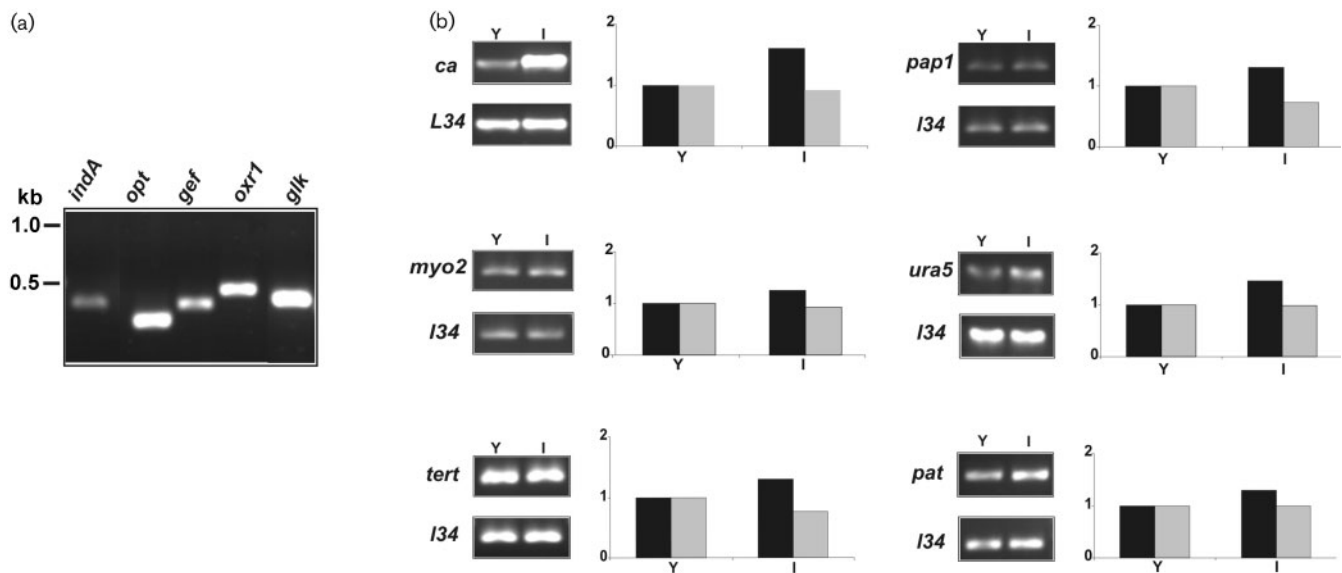 (a)
kb
indA opt gef oxr1 glk
1.0
0.5
(b)
Y I
ca
L34
2
1
0
Y I
Y I
pap1
l34
2
1
0
Y I
Y I
myo2
l34
2
1
0
Y I
Y I
ura5
l34
2
1
0
Y I
Y I
tert
l34
2
1
0
Y I
Y I
pat
l34
2
1
0
Y I